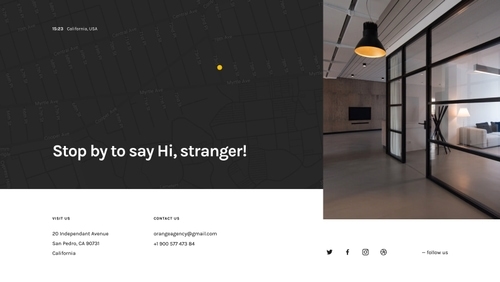 15:23 California, USA
Stop by to say Hi, stranger!
VISIT US
20 Independant Avenue
San Pedro, CA 90731
California
CONTACT US
orangeagency@gmail.com
+1 900 577 473 84
— follow us